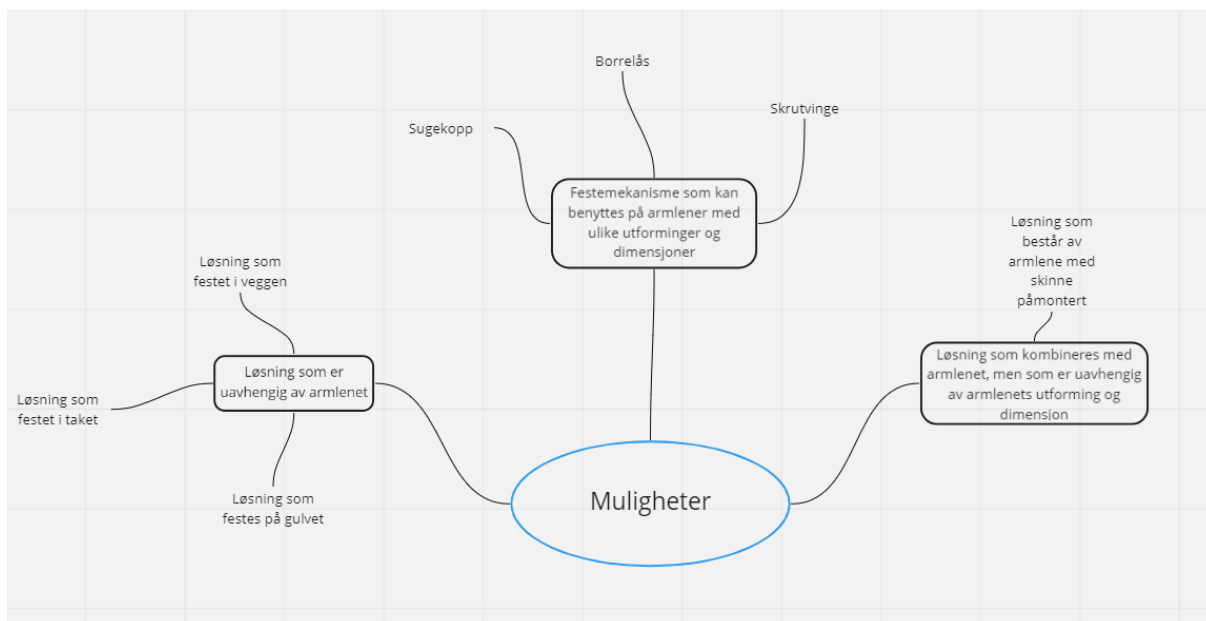 Borrelås
Skrutvinge
Sugekopp
Festemekanisme som kan
benyttes på armlener med
ulike utforminger og
dimensjoner
Løsning som
består av
armlene med
skinne
påmontert
Løsning som
festet i veggen
Løsning som kombineres med
armlenet, men som er uavhengig
av armlenets utforming og
dimensjon
Løsning som er
uavhengig av armlenet
Løsning som
festet i taket
Løsning som
festes på gulvet
Muligheter